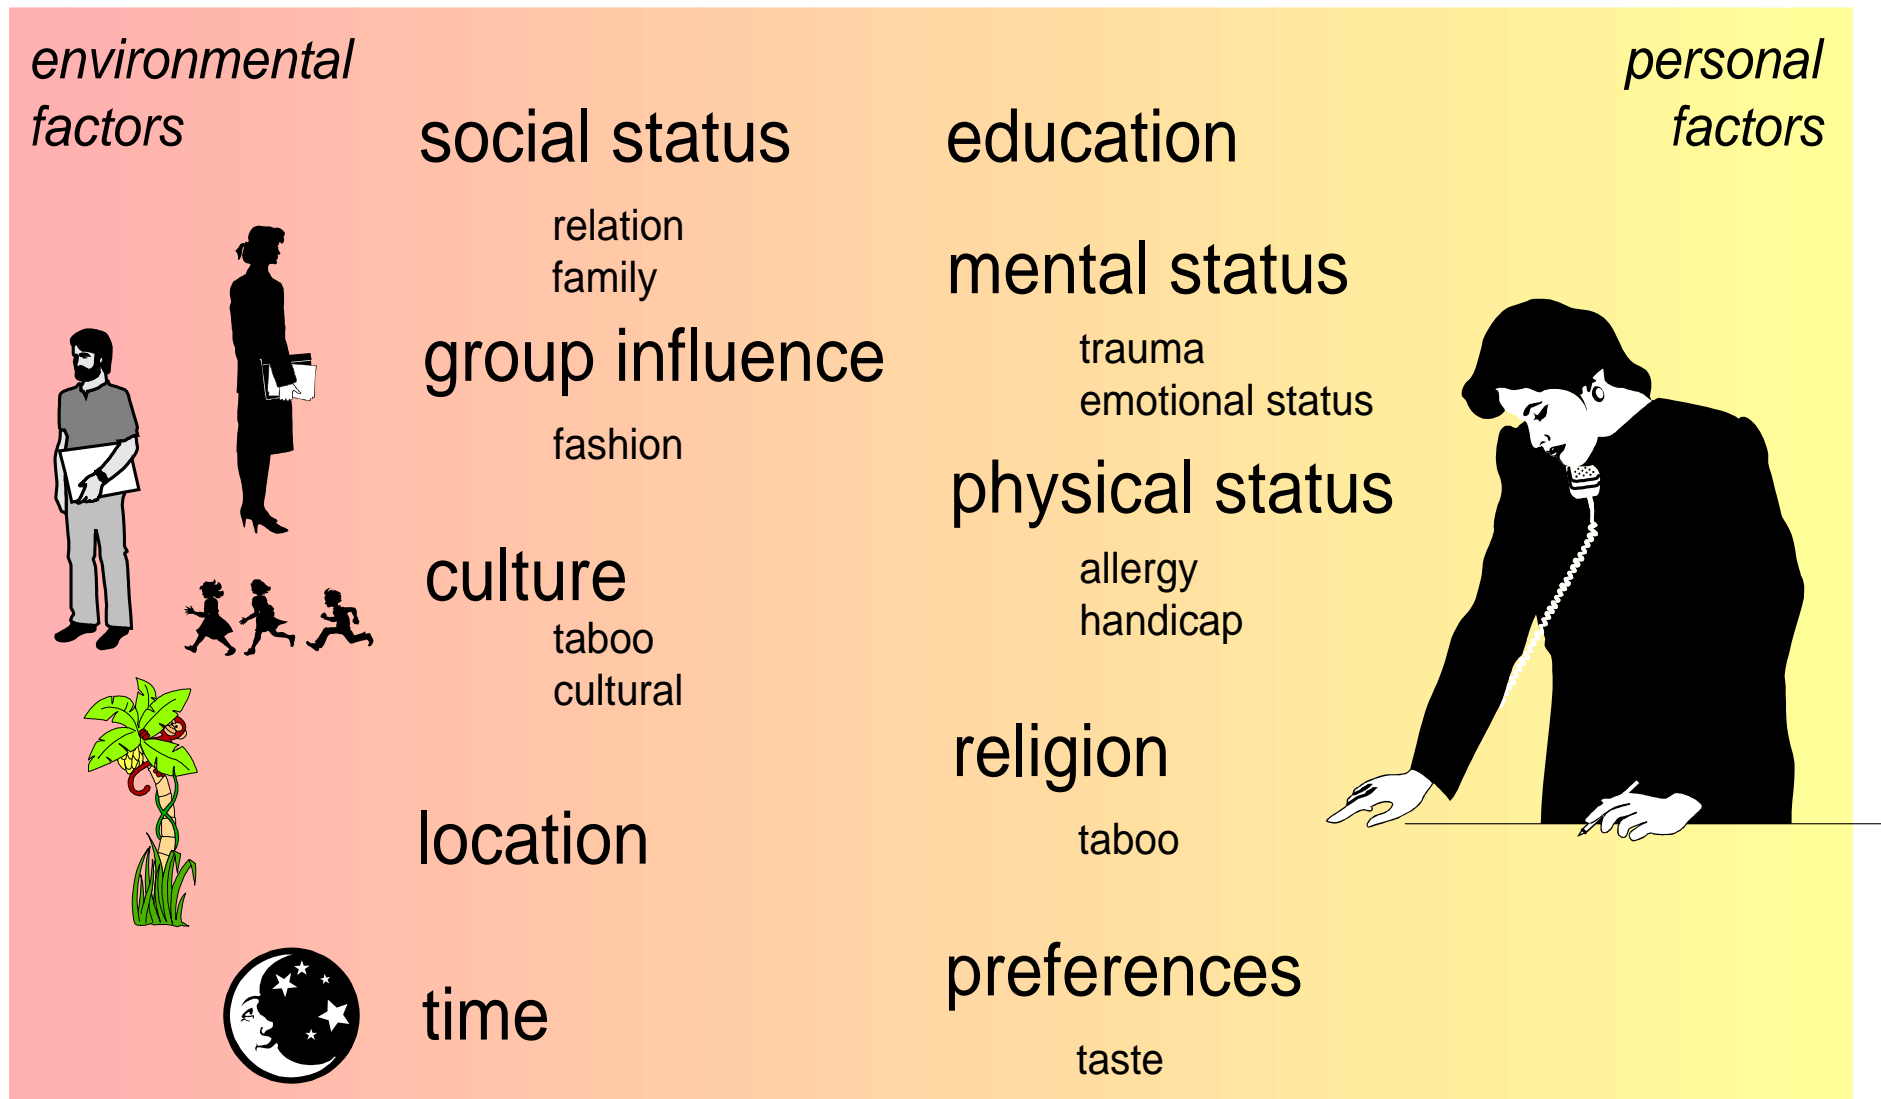 environmental
factors
social status
relation
family
group influence
fashion
culture
taboo
cultural
location
time
education
mental status
trauma
emotional status
physical status
allergy
handicap
religion
taboo
preferences
taste
personal
factors